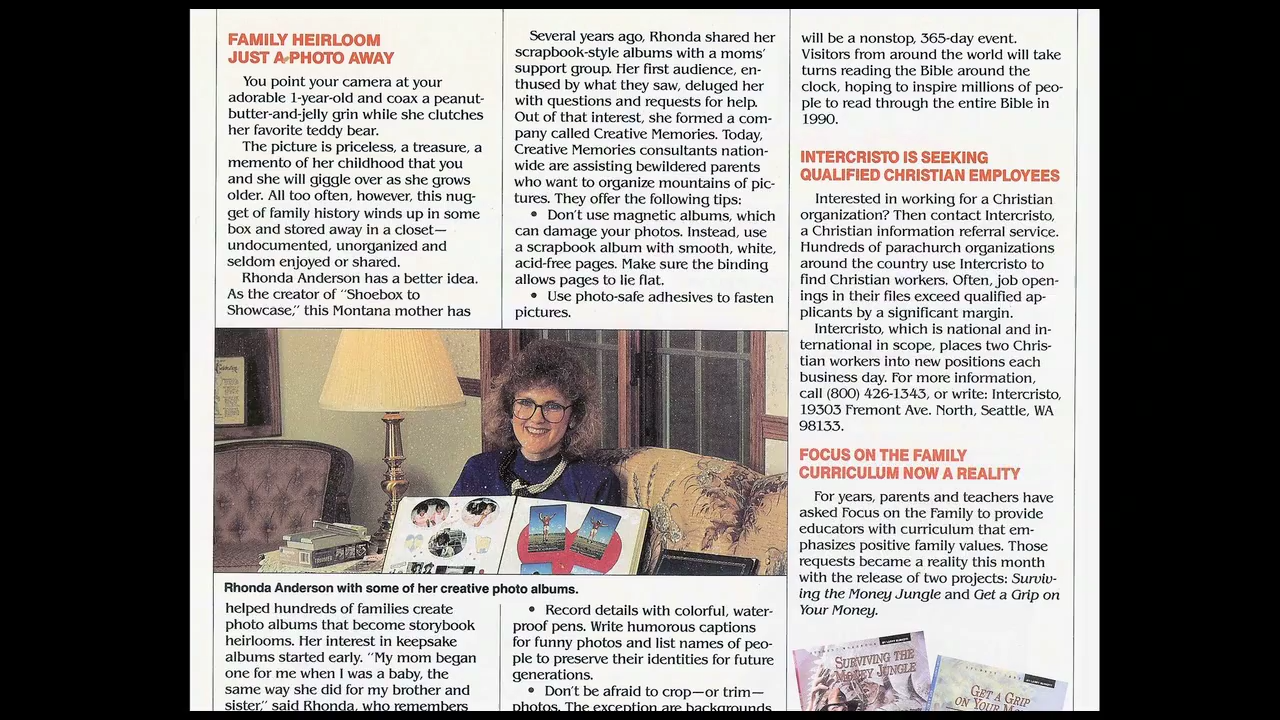 FAMILY HEIRLOOM
JUST A PHOTO AWAY
You point your camera at your
adorable 1-year-old and coax a peanut-
butter-and-jelly grin while she clutches
her favorite teddy bear.
The picture is priceless, a treasure, a
memento of her childhood that you
and she will giggle over as she grows
older. All too often, however, this nug-
get of family history winds up in some
box and stored away in a closet—
undocumented, unorganized and
seldom enjoyed or shared.
Rhonda Anderson has a better idea.
As the creator of “Shoebox to
Showcase,” this Montana mother has
Rhonda Anderson with some of her creative photo albums.
helped hundreds of families create
photo albums that become storybook
heirlooms. Her interest in keepsake
albums started early. “My mom began
one for me when I was a baby, the
same way she did for my brother and
sister,” said Rhonda, who remembers
Several years ago, Rhonda shared her
scrapbook-style albums with a moms’
support group. Her first audience, en-
thused by what they saw, deluged her
with questions and requests for help.
Out of that interest, she formed a com-
pany called Creative Memories. Today,
Creative Memories consultants nation-
wide are assisting bewildered parents
who want to organize mountains of pic-
tures. They offer the following tips:
• Don’t use magnetic albums, which
can damage your photos. Instead, use
a scrapbook album with smooth, white,
acid-free pages. Make sure the binding
allows pages to lie flat.
• Use photo-safe adhesives to fasten
pictures.
• Record details with colorful, water-
proof pens. Write humorous captions
for funny photos and list names of peo-
ple to preserve their identities for future
generations.
• Don’t be afraid to crop—or trim—
photos. The exception are backgrounds
will be a nonstop, 365-day event.
Visitors from around the world will take
turns reading the Bible around the
clock, hoping to inspire millions of peo-
ple to read through the entire Bible in
1990.
INTERCRISTO IS SEEKING
QUALIFIED CHRISTIAN EMPLOYEES
Interested in working for a Christian
organization? Then contact Intercristo,
a Christian information referral service.
Hundreds of parachurch organizations
around the country use Intercristo to
find Christian workers. Often, job open-
ings in their files exceed qualified ap-
plicants by a significant margin.
Intercristo, which is national and in-
ternational in scope, places two Chris-
tian workers into new positions each
business day. For more information,
call (800) 426-1343, or write: Intercristo,
19303 Fremont Ave. North, Seattle, WA
98133.
FOCUS ON THE FAMILY
CURRICULUM NOW A REALITY
For years, parents and teachers have
asked Focus on the Family to provide
educators with curriculum that em-
phasizes positive family values. Those
requests became a reality this month
with the release of two projects: Surviv-
ing the Money Jungle and Get a Grip on
Your Money.
SURVIVING THE
MONEY JUNGLE
GET A GRIP
ON YOUR